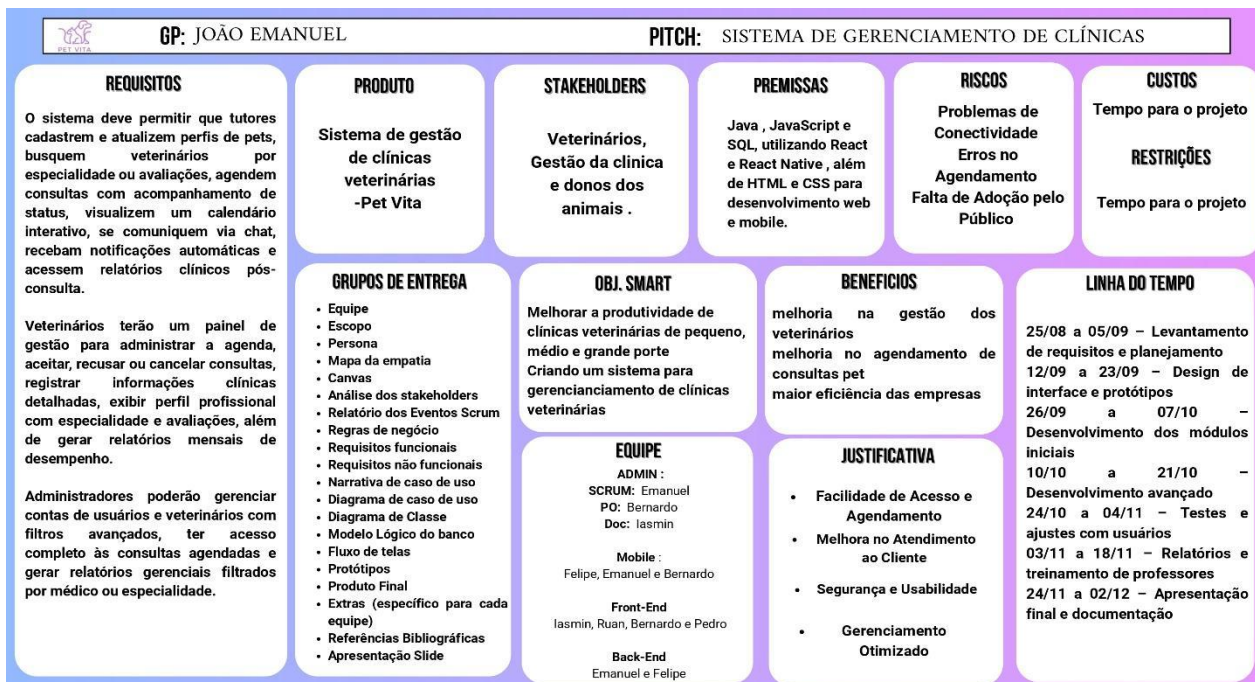 PET VITA
GP: JOÃO EMANUEL
PITCH: SISTEMA DE GERENCIAMENTO DE CLÍNICAS
REQUISITOS
O sistema deve permitir que tutores
cadastrem e atualizem perfis de pets,
busquem veterinários por
especialidade ou avaliações, agendem
consultas com acompanhamento de
status, visualizem um calendário
interativo, se comuniquem via chat,
recebam notificações automáticas e
acessem relatórios clínicos pós-
consulta.
Veterinários terão um painel de
gestão para administrar a agenda,
aceitar, recusar ou cancelar consultas,
registrar informações clínicas
detalhadas, exibir perfil profissional
com especialidade e avaliações, além
de gerar relatórios mensais de
desempenho.
Administradores poderão gerenciar
contas de usuários e veterinários com
filtros avançados, ter acesso
completo às consultas agendadas e
gerar relatórios gerenciais filtrados
por médico ou especialidade.
PRODUTO
Sistema de gestão
de clínicas
veterinárias
-Pet Vita
STAKEHOLDERS
Veterinários,
Gestão da clinica
e donos dos
animais .
PREMISSAS
Java , JavaScript e
SQL, utilizando React
e React Native , além
de HTML e CSS para
desenvolvimento web
e mobile.
RISCOS
Problemas de
Conectividade
Erros no
Agendamento
Falta de Adoção pelo
Público
CUSTOS
Tempo para o projeto
RESTRIÇÕES
Tempo para o projeto
GRUPOS DE ENTREGA
• Equipe
• Escopo
• Persona
• Mapa da empatia
• Canvas
• Análise dos stakeholders
• Relatório dos Eventos Scrum
• Regras de negócio
• Requisitos funcionais
• Requisitos não funcionais
• Narrativa de caso de uso
• Diagrama de caso de uso
• Diagrama de Classe
• Modelo Lógico do banco
• Fluxo de telas
• Protótipos
• Produto Final
• Extras (específico para cada
equipe)
• Referências Bibliográficas
• Apresentação Slide
OBJ. SMART
Melhorar a produtividade de
clínicas veterinárias de pequeno,
médio e grande porte
Criando um sistema para
gerencianciamento de clínicas
veterinárias
EQUIPE
ADMIN :
SCRUM: Emanuel
PO: Bernardo
Doc: Iasmin
Mobile :
Felipe, Emanuel e Bernardo
Front-End
Iasmin, Ruan, Bernardo e Pedro
Back-End
Emanuel e Felipe
BENEFICIOS
melhoria na gestão dos
veterinários
melhoria no agendamento de
consultas pet
maior eficiência das empresas
JUSTIFICATIVA
• Facilidade de Acesso e
Agendamento
• Melhora no Atendimento
ao Cliente
• Segurança e Usabilidade
• Gerenciamento
Otimizado
LINHA DO TEMPO
25/08 a 05/09 – Levantamento
de requisitos e planejamento
12/09 a 23/09 – Design de
interface e protótipos
26/09 a 07/10 –
Desenvolvimento dos módulos
iniciais
10/10 a 21/10 –
Desenvolvimento avançado
24/10 a 04/11 – Testes e
ajustes com usuários
03/11 a 18/11 – Relatórios e
treinamento de professores
24/11 a 02/12 – Apresentação
final e documentação